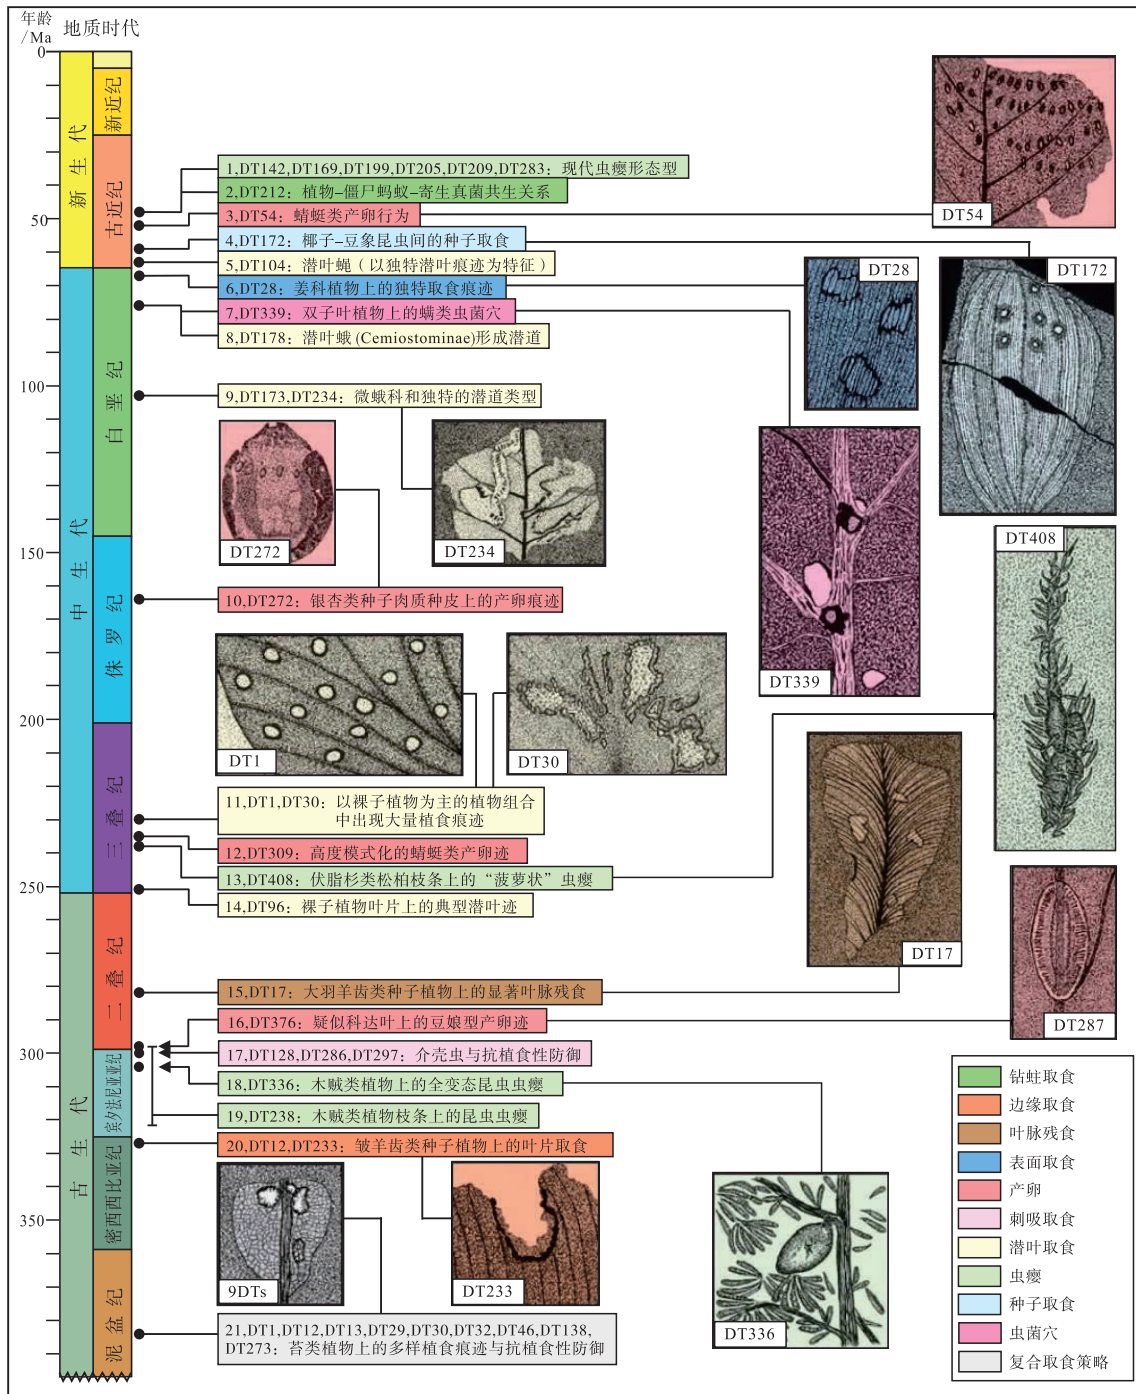 年龄
/Ma
地质时代
0
50
100
150
200
250
300
350
新生代
中生代
古生代
新近纪
古近纪
白垩纪
侏罗纪
三叠纪
二叠纪
宾夕法尼亚亚纪
密西西比亚纪
泥盆纪
1,DT142,DT169,DT199,DT205,DT209,DT283：现代虫瘿形态型
2,DT212：植物–僵尸蚂蚁–寄生真菌共生关系
3,DT54：蜻蜓类产卵行为
4,DT172：椰子–豆象昆虫间的种子取食
5,DT104：潜叶蝇（以独特潜叶痕迹为特征）
6,DT28：姜科植物上的独特取食痕迹
7,DT339：双子叶植物上的螨类虫菌穴
8,DT178：潜叶蛾(Cemiostominae)形成潜道
9,DT173,DT234：微蛾科和独特的潜道类型
10,DT272：银杏类种子肉质种皮上的产卵痕迹
11,DT1,DT30：以裸子植物为主的植物组合
中出现大量植食痕迹
12,DT309：高度模式化的蜻蜓类产卵迹
13,DT408：伏脂杉类松柏枝条上的“菠萝状”虫瘿
14,DT96：裸子植物叶片上的典型潜叶迹
15,DT17：大羽羊齿类种子植物上的显著叶脉残食
16,DT376：疑似科达叶上的豆娘型产卵迹
17,DT128,DT286,DT297：介壳虫与抗植食性防御
18,DT336：木贼类植物上的全变态昆虫虫瘿
19,DT238：木贼类植物枝条上的昆虫虫瘿
20,DT12,DT233：皱羊齿类种子植物上的叶片取食
21,DT1,DT12,DT13,DT29,DT30,DT32,DT46,DT138,
DT273：苔类植物上的多样植食痕迹与抗植食性防御
DT54
DT28
DT172
DT272
DT234
DT408
DT339
DT1
DT30
DT17
DT287
9DTs
DT233
DT336
钻蛀取食
边缘取食
叶脉残食
表面取食
产卵
刺吸取食
潜叶取食
虫瘿
种子取食
虫菌穴
复合取食策略